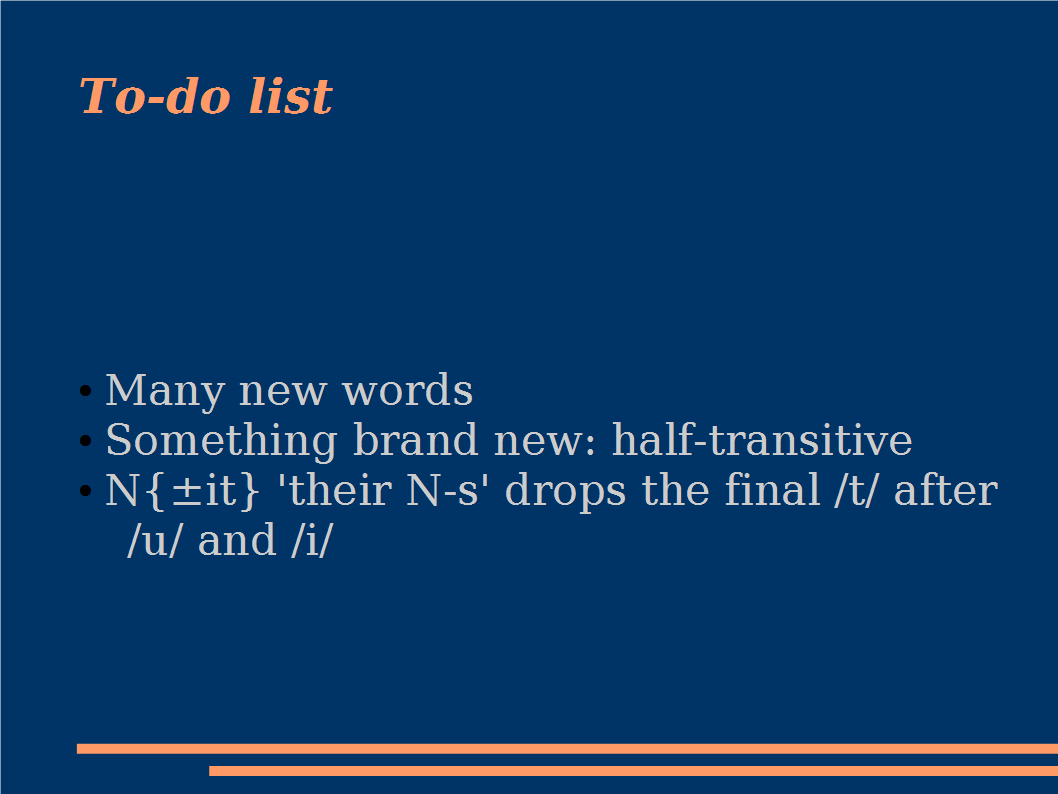 To-do list
• Many new words
• Something brand new: half-transitive
• N{±it} 'their N-s' drops the final /t/ after
/u/ and /i/